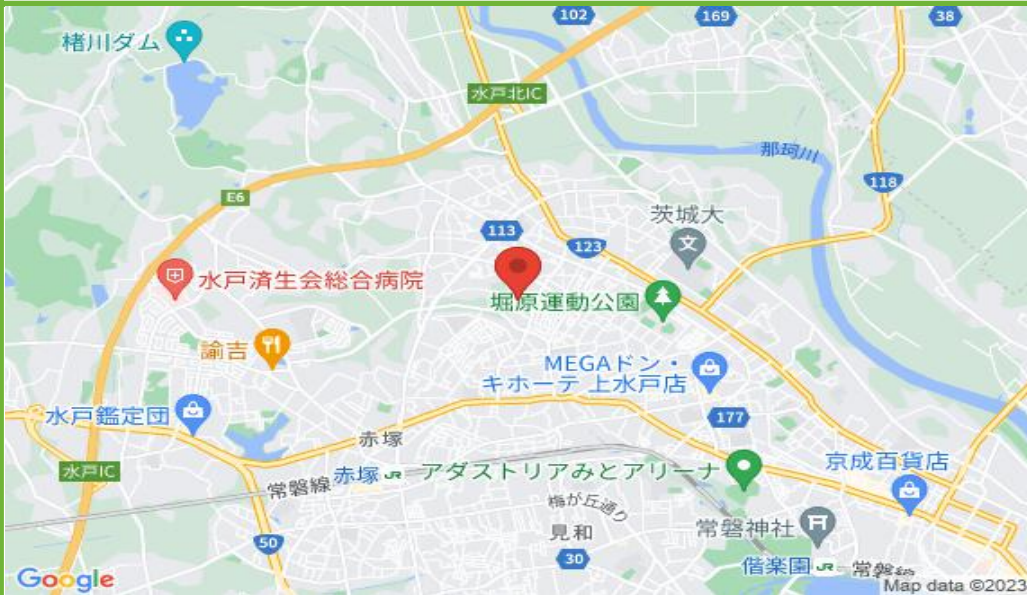 102
169
38
楮川ダム
水戸北IC
那珂川
E6
118
茨城大
113
123
水戸済生会総合病院
堀原運動公園
諭吉
MEGAドン・
キホーテ 上水戸店
水戸鑑定団
177
赤塚
水戸IC
常磐線
赤塚 JR
アダストリアみとアリーナ
京成百貨店
梅が丘通り
50
見和
常磐神社
30
偕楽園 JR
常磐線
Google
Map data ©2023